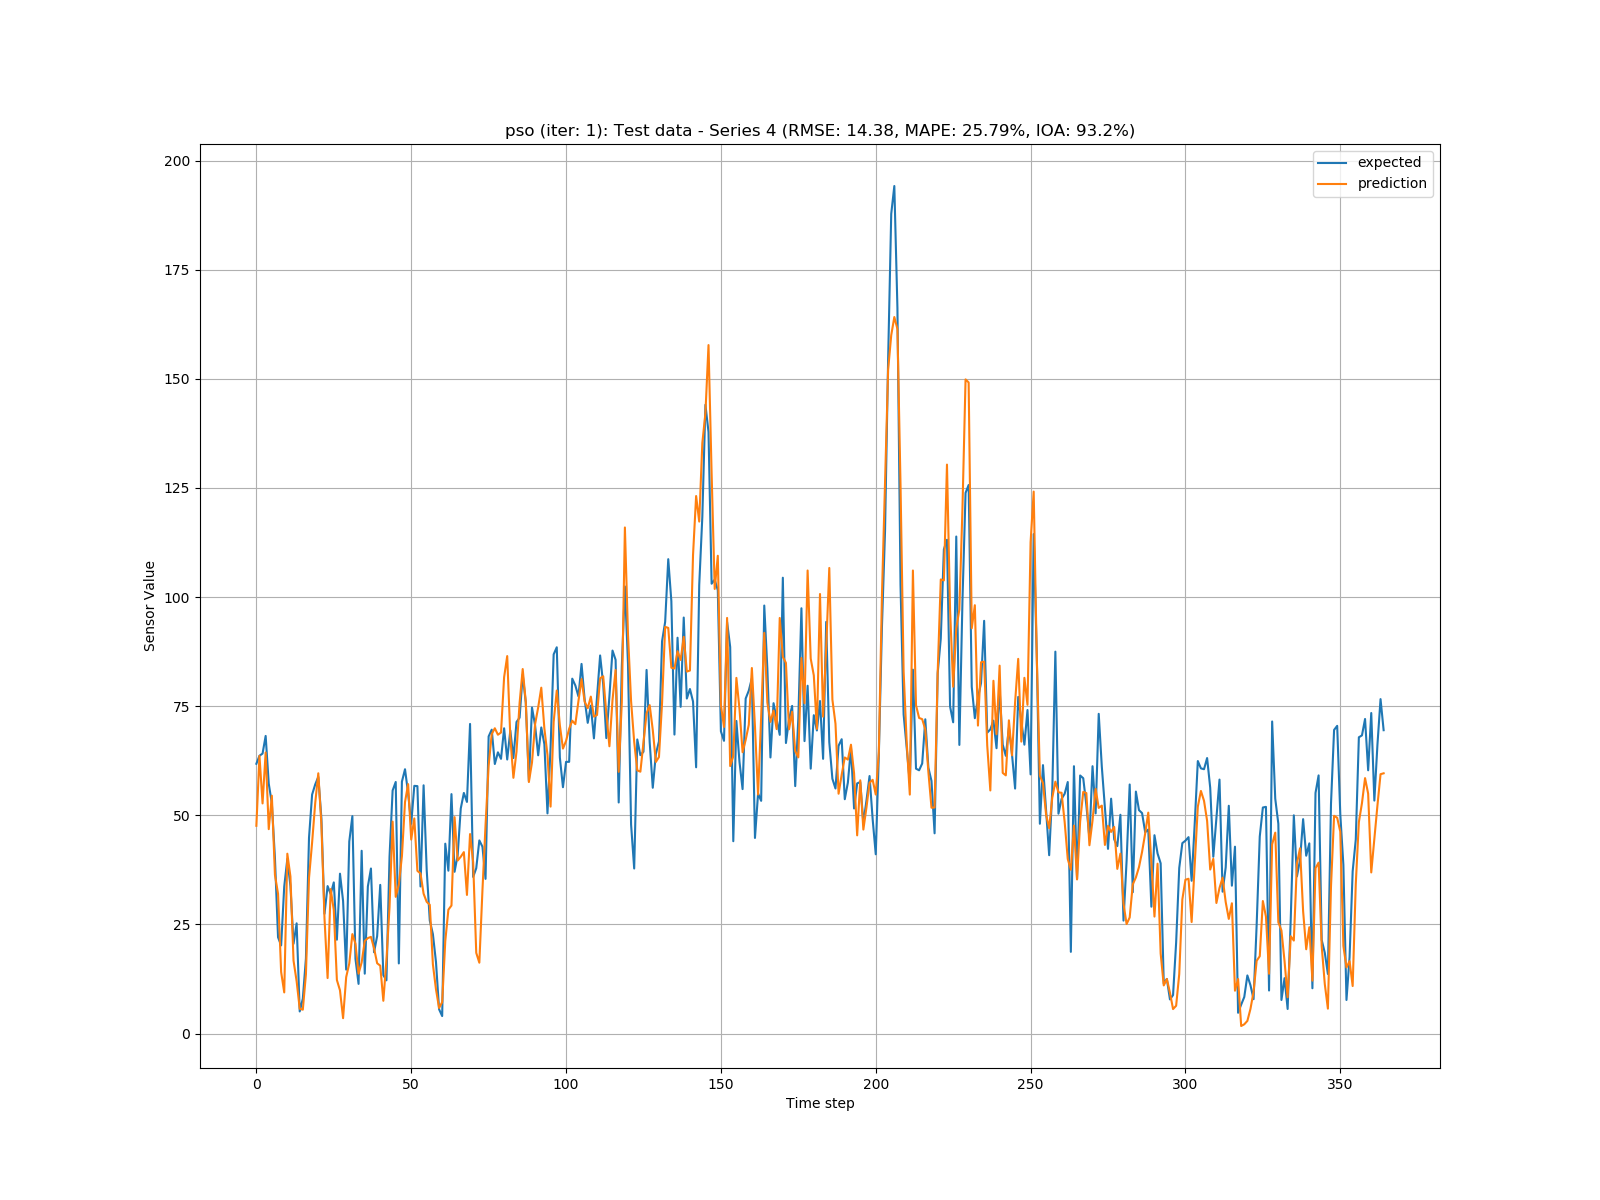 pso (iter: 1): Test data - Series 4 (RMSE: 14.38, MAPE: 25.79%, IOA: 93.2%)
expected
prediction
200
175
150
125
100
75
50
25
0
Sensor Value
0 50 100 150 200 250 300 350
Time step